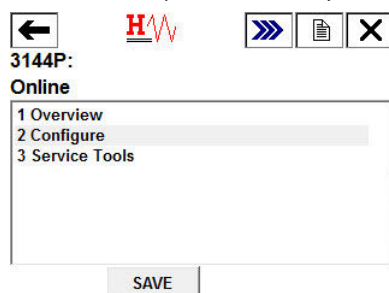 H
3144P:
Online
1 Overview
2 Configure
3 Service Tools
SAVE